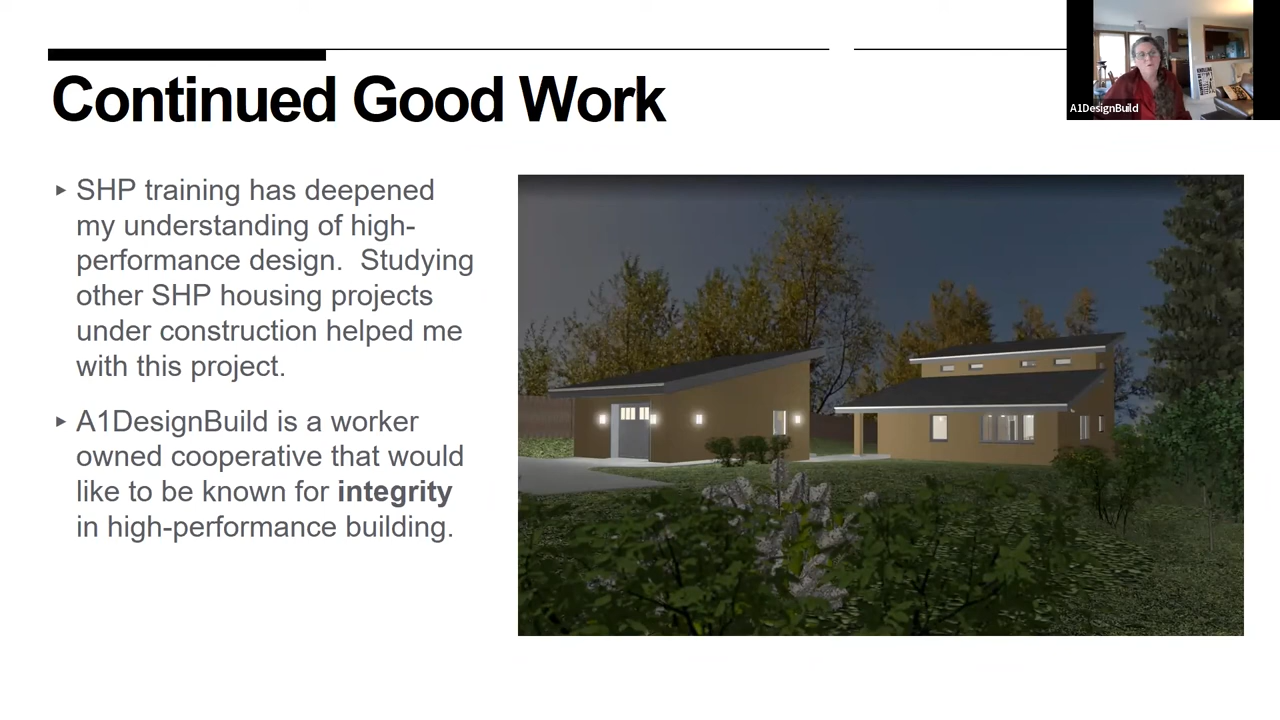 Continued Good Work
A1DesignBuild
▸ SHP training has deepened
my understanding of high-
performance design.  Studying
other SHP housing projects
under construction helped me
with this project.
▸ A1DesignBuild is a worker
owned cooperative that would
like to be known for integrity
in high-performance building.